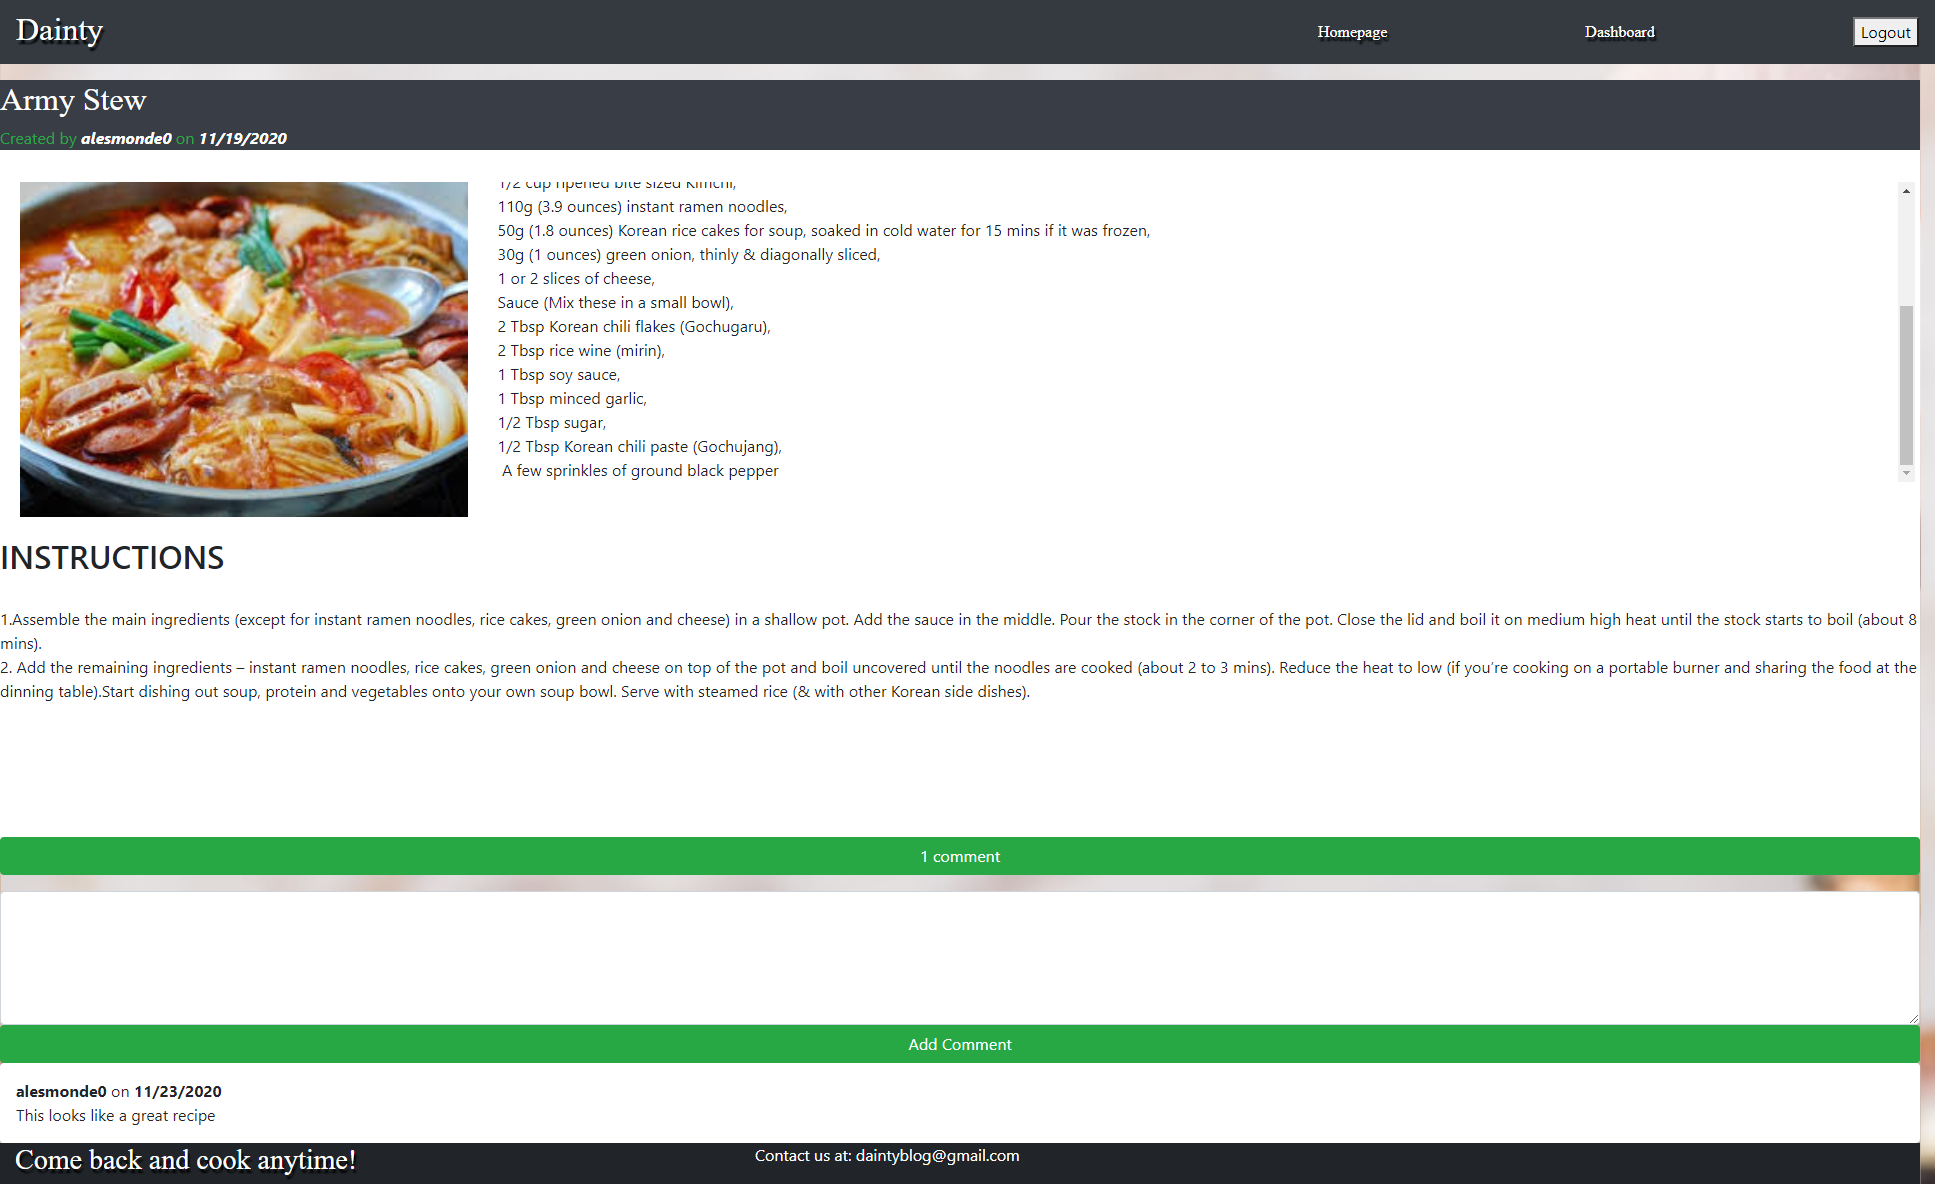 Dainty
Homepage
Dashboard
Logout
Army Stew
Created by alesmonde0 on 11/19/2020
1/2 cup ripened bite sized Kimchi,
110g (3.9 ounces) instant ramen noodles,
50g (1.8 ounces) Korean rice cakes for soup, soaked in cold water for 15 mins if it was frozen,
30g (1 ounces) green onion, thinly & diagonally sliced,
1 or 2 slices of cheese,
Sauce (Mix these in a small bowl),
2 Tbsp Korean chili flakes (Gochugaru),
2 Tbsp rice wine (mirin),
1 Tbsp soy sauce,
1 Tbsp minced garlic,
1/2 Tbsp sugar,
1/2 Tbsp Korean chili paste (Gochujang),
A few sprinkles of ground black pepper
INSTRUCTIONS
1.Assemble the main ingredients (except for instant ramen noodles, rice cakes, green onion and cheese) in a shallow pot. Add the sauce in the middle. Pour the stock in the corner of the pot. Close the lid and boil it on medium high heat until the stock starts to boil (about 8
mins).
2. Add the remaining ingredients – instant ramen noodles, rice cakes, green onion and cheese on top of the pot and boil uncovered until the noodles are cooked (about 2 to 3 mins). Reduce the heat to low (if you’re cooking on a portable burner and sharing the food at the
dinning table).Start dishing out soup, protein and vegetables onto your own soup bowl. Serve with steamed rice (& with other Korean side dishes).
1 comment
Add Comment
alesmonde0 on 11/23/2020
This looks like a great recipe
Come back and cook anytime!
Contact us at: daintyblog@gmail.com